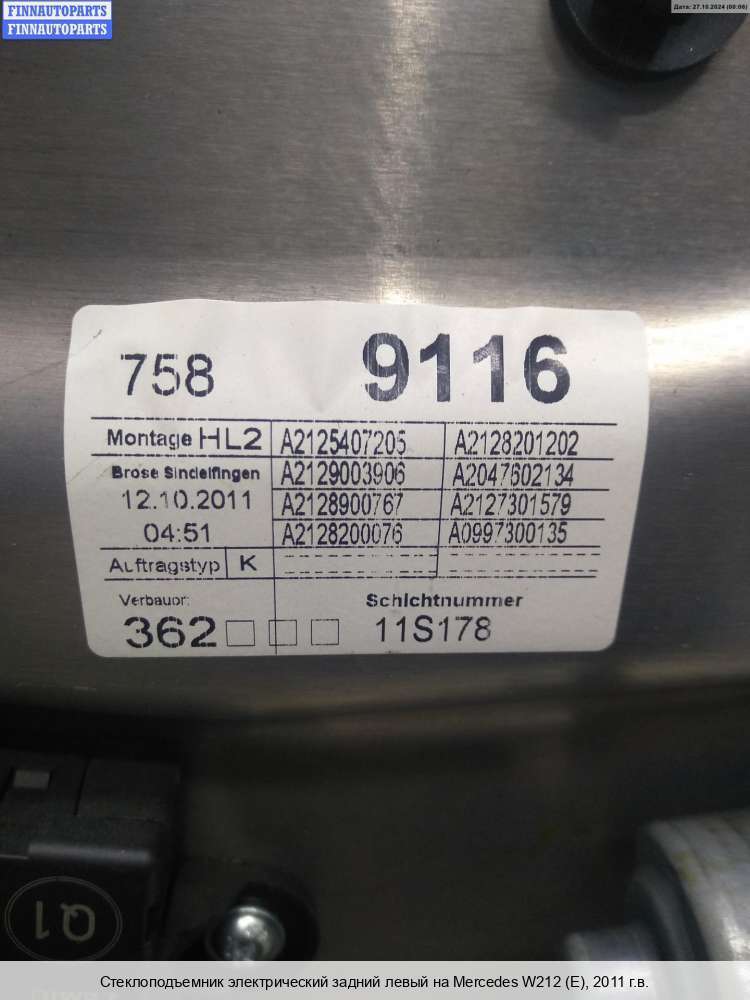 FINNAUTOPARTS
FINNAUTOPARTS
Дата: 27.10.2024 (00:06)
758 9116
Montage HL2 A2125407205 A2128201202
Brose Sindelfingen A2129003906 A2047602134
12.10.2011 A2128900767 A2127301579
04:51 A2128200076 A0997300135
Auftragstyp K
Verbauor: Schichtnummer
362 11S178
Q1
Стеклоподъемник электрический задний левый на Mercedes W212 (E), 2011 г.в.